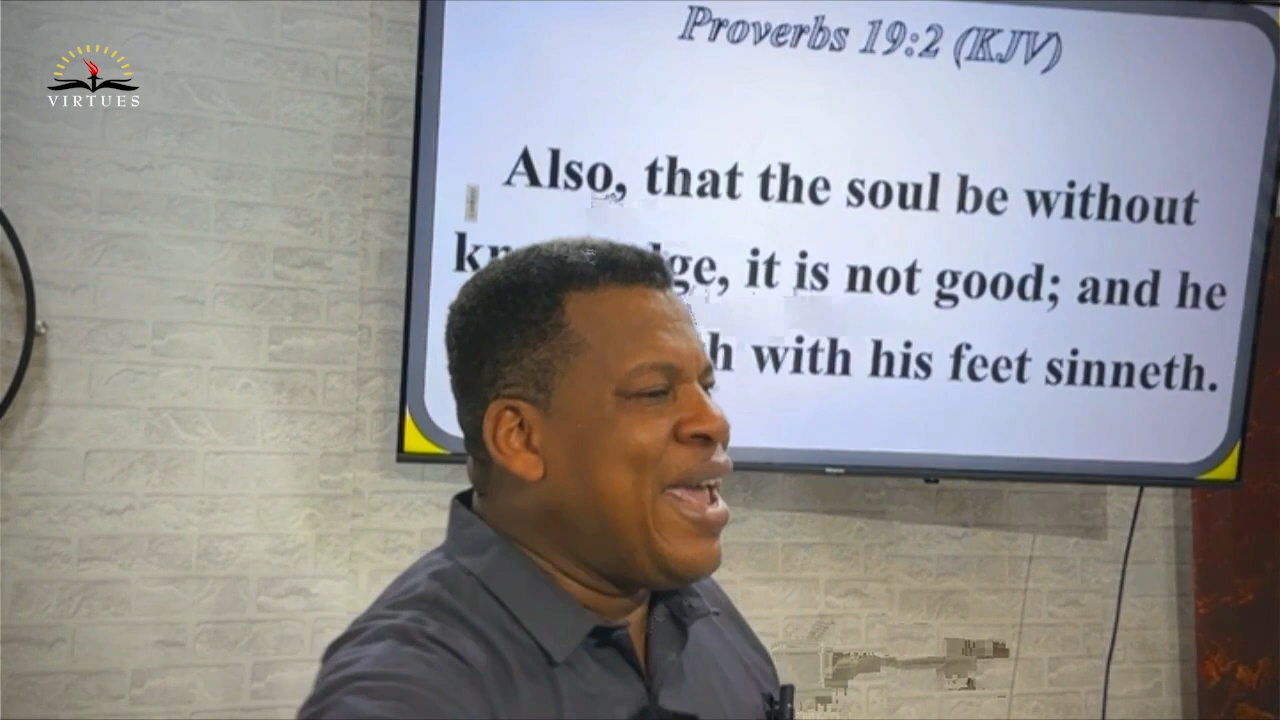 VIRTUES
Proverbs 19:2 (KJV)
Also, that the soul be without
it is not good; and he
with his feet sinneth.